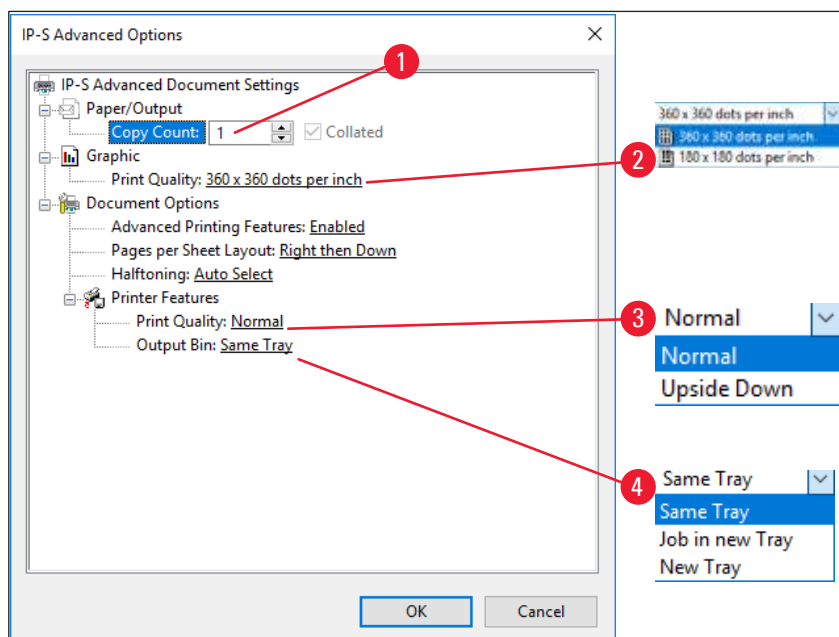 IP-S Advanced Options
1
IP-S Advanced Document Settings
Paper/Output
Copy Count: 1 Collated
Graphic
Print Quality: 360 x 360 dots per inch
Document Options
Advanced Printing Features: Enabled
Pages per Sheet Layout: Right then Down
Halftoning: Auto Select
Printer Features
Print Quality: Normal
Output Bin: Same Tray
OK
Cancel
2
360 x 360 dots per inch
360 x 360 dots per inch
180 x 180 dots per inch
3
Normal
Normal
Upside Down
4
Same Tray
Same Tray
Job in new Tray
New Tray